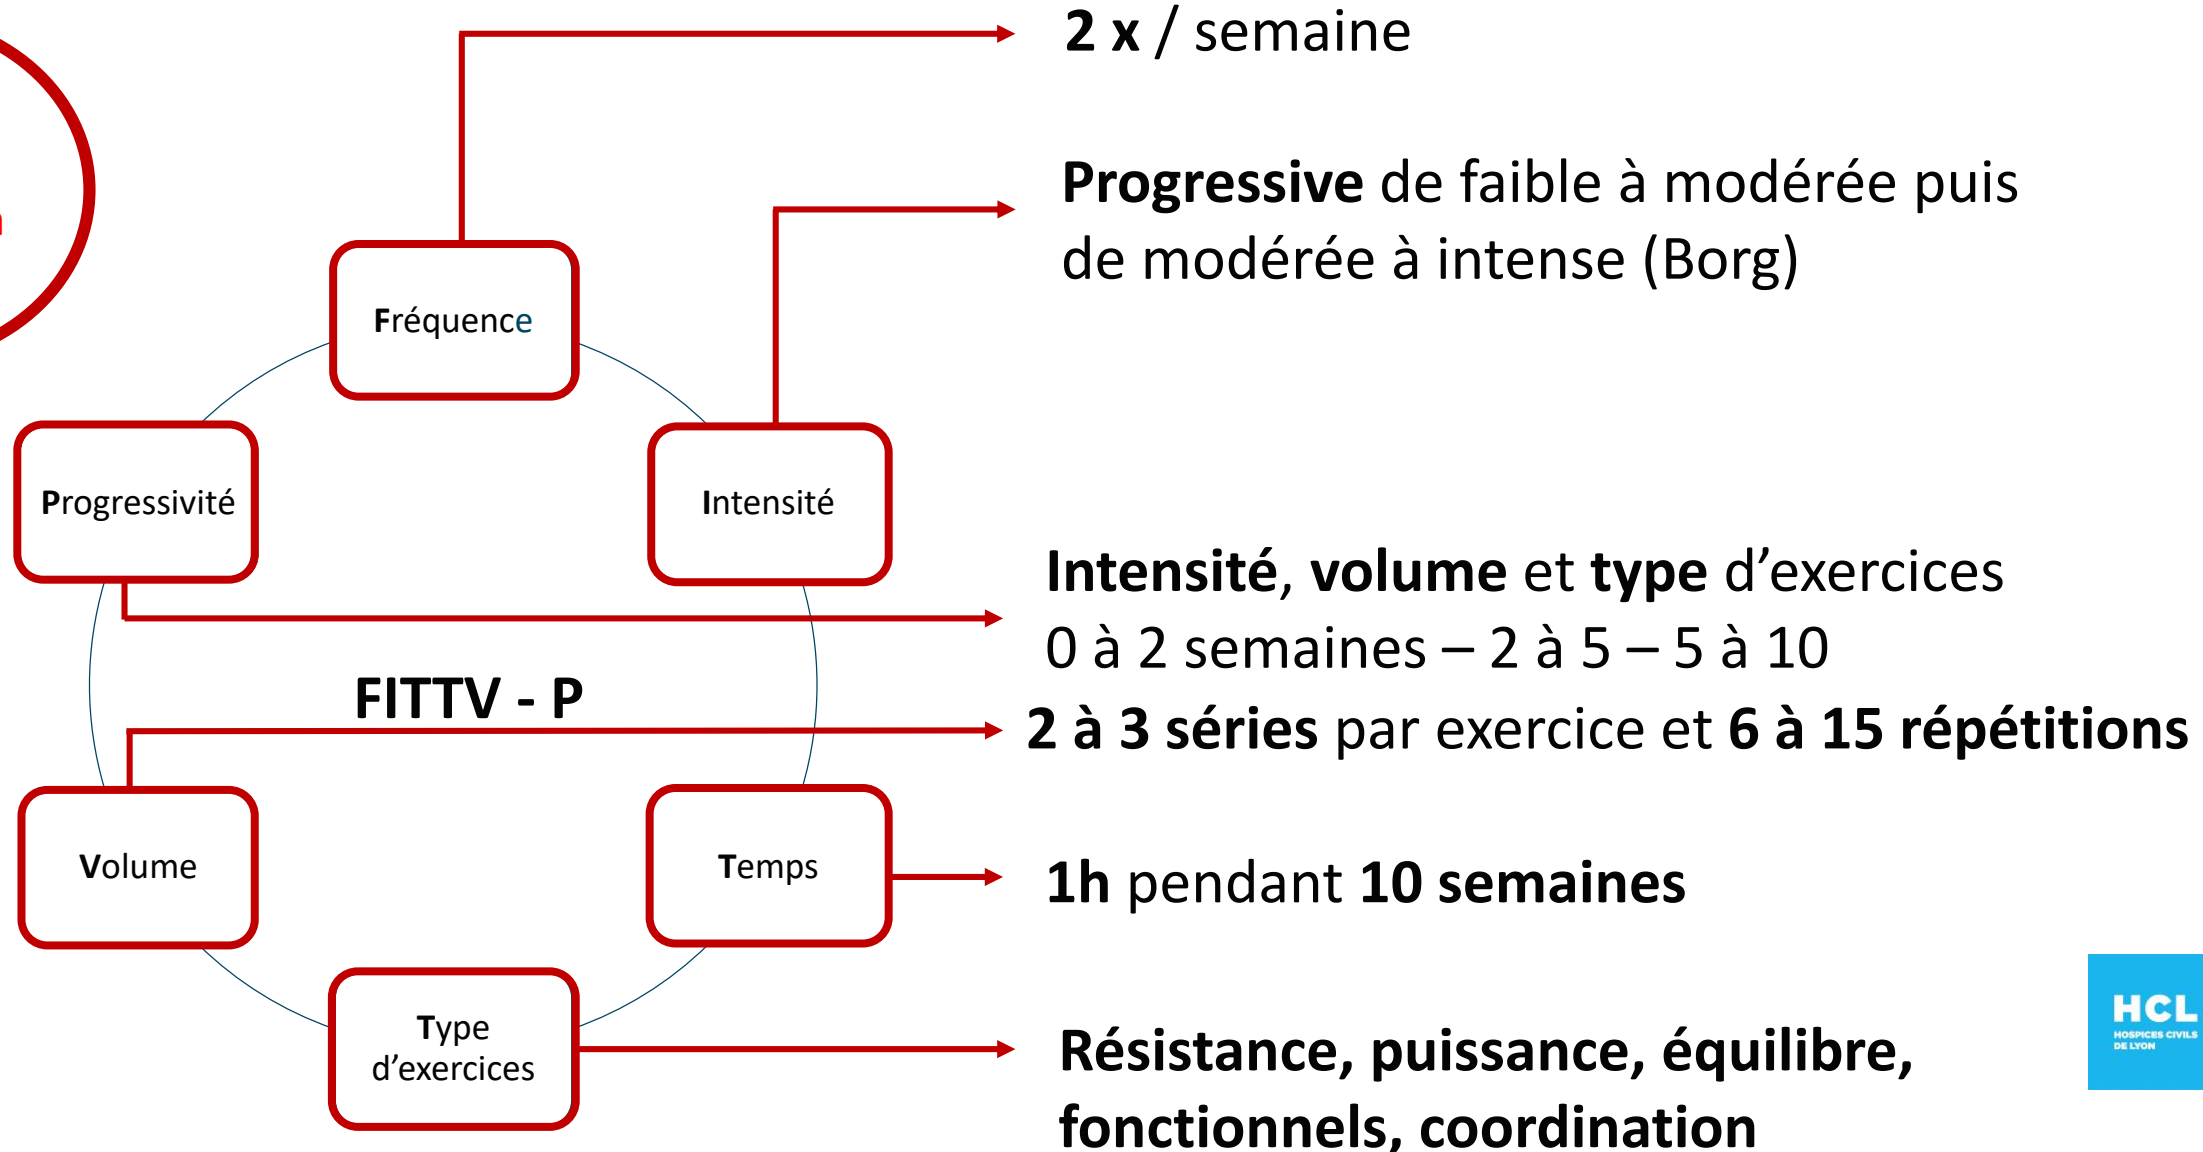 2 x / semaine
Progressive de faible à modérée puis
de modérée à intense (Borg)
Fréquence
Progressivité
Intensité
Intensité, volume et type d’exercices
0 à 2 semaines – 2 à 5 – 5 à 10
FITTV - P
2 à 3 séries par exercice et 6 à 15 répétitions
Volume
Temps
1h pendant 10 semaines
Type
d’exercices
Résistance, puissance, équilibre,
fonctionnels, coordination
HCL
HOSPICES CIVILS
DE LYON